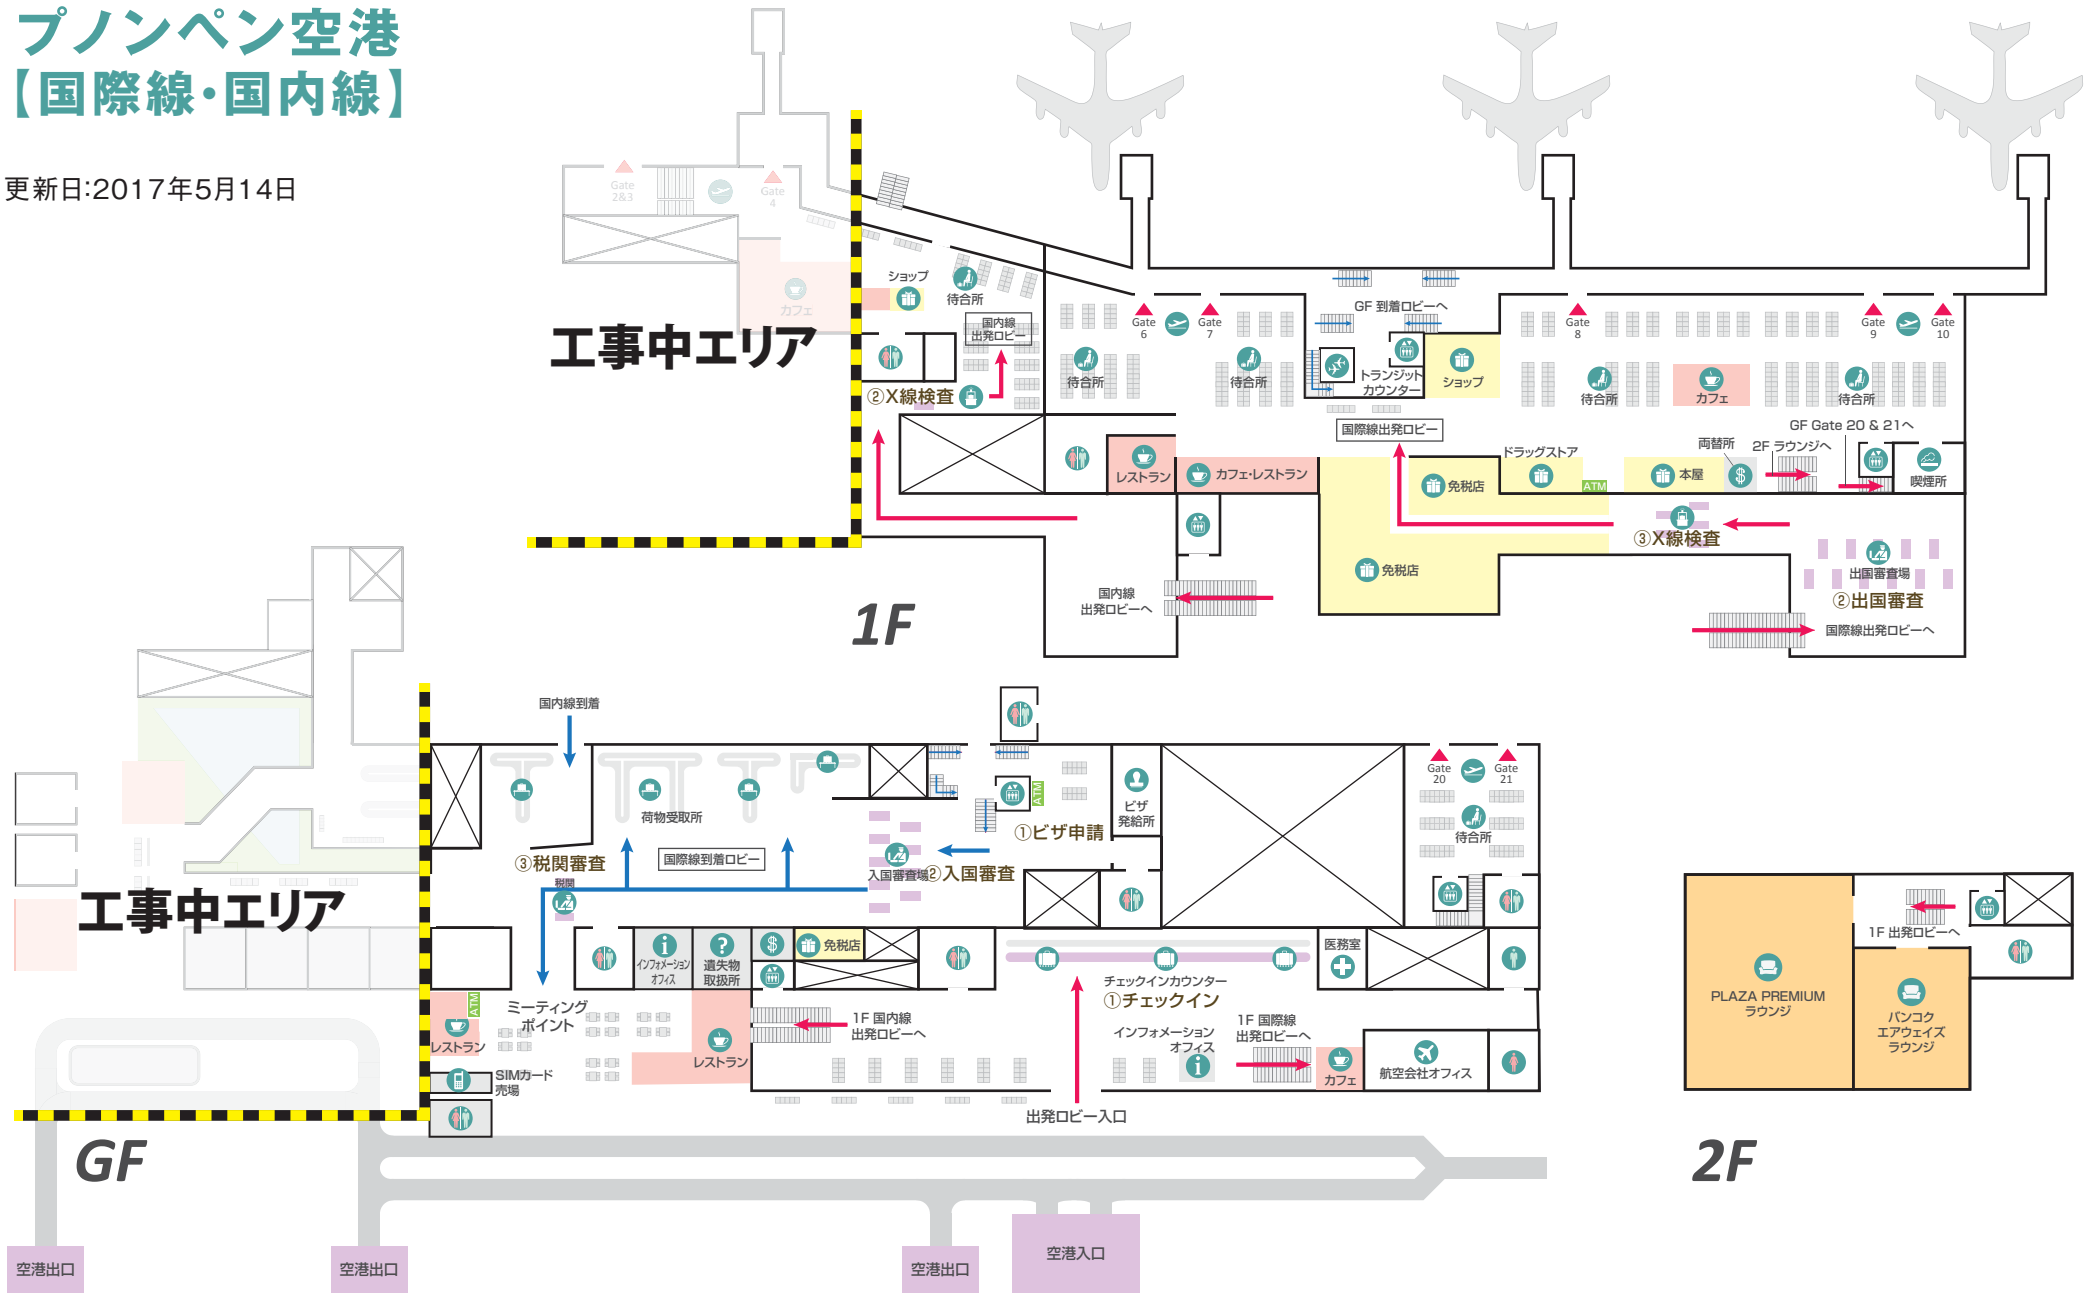 プノンペン空港
【国際線・国内線】
更新日:2017年5月14日
Gate
2&3
Gate
4
カフェ
工事中エリア
ショップ
待合所
国内線
出発ロビー
②X線検査
Gate
6
Gate
7
待合所
待合所
GF 到着ロビーへ
トランジット
カウンター
ショップ
国際線出発ロビー
Gate
8
Gate
9
Gate
10
待合所
カフェ
待合所
GF Gate 20 & 21へ
両替所
2F ラウンジへ
ドラッグストア
レストラン
カフェ・レストラン
免税店
ATM
本屋
喫煙所
③X線検査
免税店
出国審査場
②出国審査
国内線
出発ロビーへ
国際線出発ロビーへ
1F
国内線到着
荷物受取所
③税関審査
税関
国際線到着ロビー
ATM
①ビザ申請
ビザ
発給所
入国審査場
②入国審査
Gate
20
Gate
21
待合所
工事中エリア
インフォメーション
オフィス
遺失物
取扱所
免税店
医務室
チェックインカウンター
①チェックイン
ATM
レストラン
ミーティング
ポイント
レストラン
1F 国内線
出発ロビーへ
インフォメーション
オフィス
1F 国際線
出発ロビーへ
カフェ
航空会社オフィス
SIMカード
売場
出発ロビー入口
GF
空港出口
空港出口
空港出口
空港入口
1F 出発ロビーへ
PLAZA PREMIUM
ラウンジ
バンコク
エアウェイズ
ラウンジ
2F